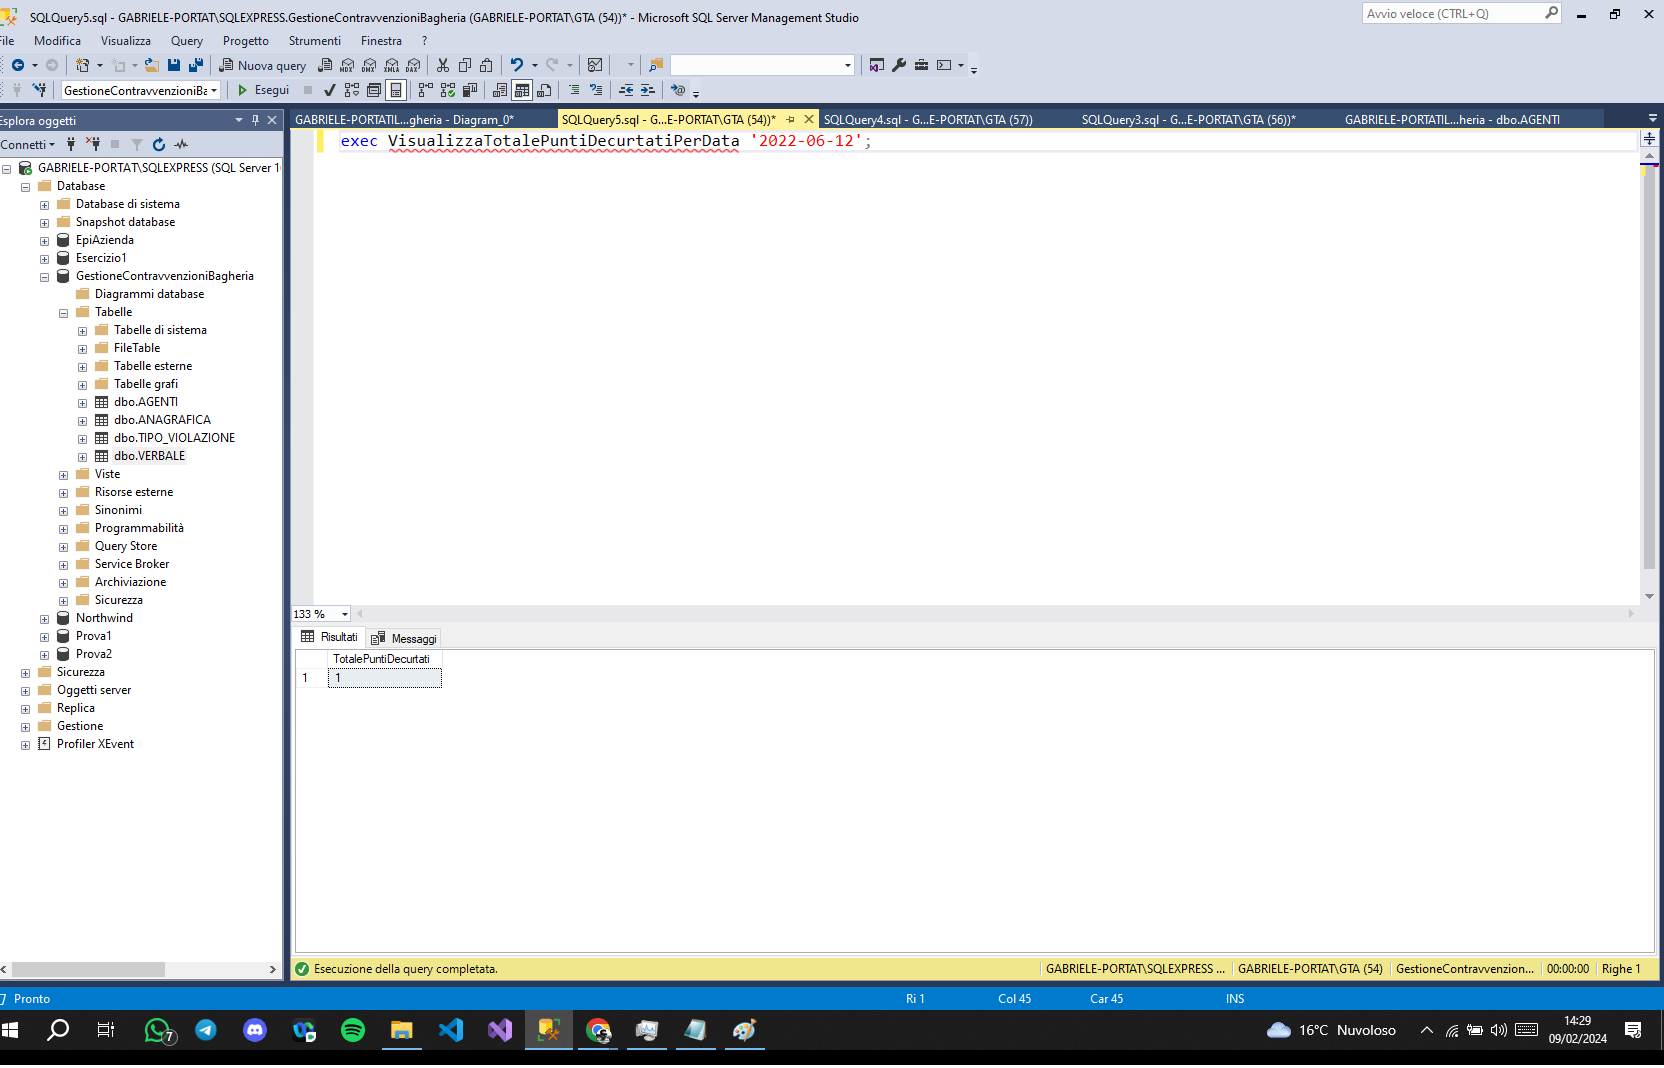 SQLQuery5.sql - GABRIELE-PORTAT\SQLEXPRESS.GestioneContravvenzioniBagheria (GABRIELE-PORTAT\GTA (54))* - Microsoft SQL Server Management Studio
Avvio veloce (CTRL+Q)
File Modifica Visualizza Query Progetto Strumenti Finestra ?
Nuova query MDX DMX XMLA DAX
GestioneContravvenzioniBa Esegui
Esplora oggetti
GABRIELE-PORTATIL...gheria - Diagram_0* SQLQuery5.sql - G...E-PORTAT\GTA (54))* SQLQuery4.sql - G...E-PORTAT\GTA (57)) SQLQuery3.sql - G...E-PORTAT\GTA (56))* GABRIELE-PORTATIL...heria - dbo.AGENTI
Connetti
exec VisualizzaTotalePuntiDecurtatiPerData '2022-06-12';
GABRIELE-PORTAT\SQLEXPRESS (SQL Server 1
Database
Database di sistema
Snapshot database
EpiAzienda
Esercizio1
GestioneContravvenzioniBagheria
Diagrammi database
Tabelle
Tabelle di sistema
FileTable
Tabelle esterne
Tabelle grafi
dbo.AGENTI
dbo.ANAGRAFICA
dbo.TIPO_VIOLAZIONE
dbo.VERBALE
Viste
Risorse esterne
Sinonimi
Programmabilità
Query Store
Service Broker
Archiviazione
Sicurezza
Northwind
Prova1
Prova2
Sicurezza
Oggetti server
Replica
Gestione
Profiler XEvent
133 %
Risultati Messaggi
TotalePuntiDecurtati
1 1
Esecuzione della query completata. GABRIELE-PORTAT\SQLEXPRESS ... GABRIELE-PORTAT\GTA (54) GestioneContravvenzion... 00:00:00 Righe 1
Pronto Ri 1 Col 45 Car 45 INS
7
16°C Nuvoloso
14:29
09/02/2024